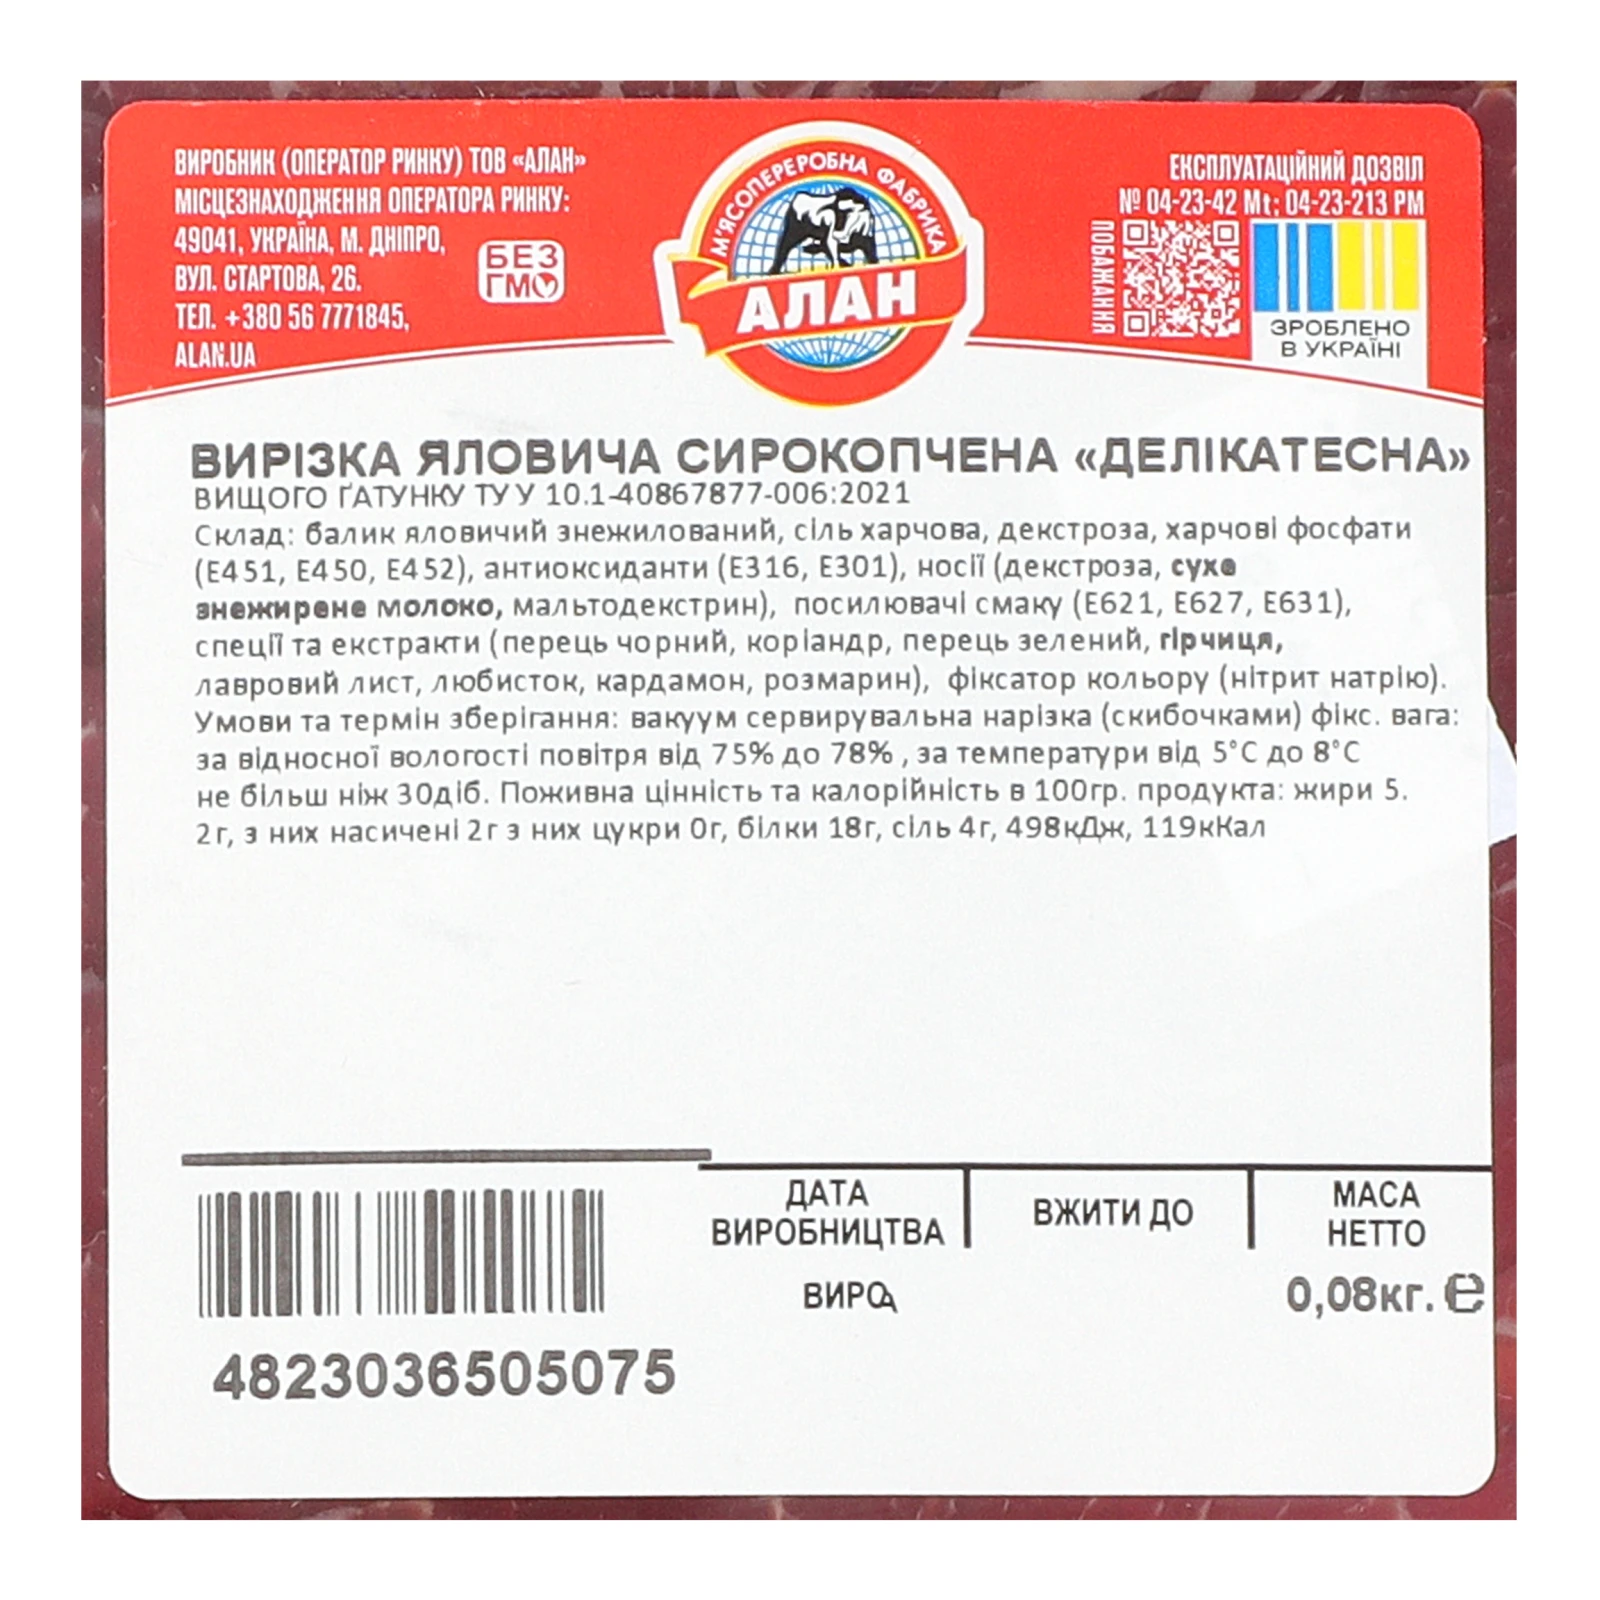 ВИРОБНИК (ОПЕРАТОР РИНКУ) ТОВ «АЛАН»
МІСЦЕЗНАХОДЖЕННЯ ОПЕРАТОРА РИНКУ:
49041, УКРАЇНА, М. ДНІПРО,
ВУЛ. СТАРТОВА, 26.
ТЕЛ. +380 56 7771845,
ALAN.UA
БЕЗ
ГМО
М'ЯСОПЕРЕРОБНА ФАБРИКА
АЛАН
ЕКСПЛУАТАЦІЙНИЙ ДОЗВІЛ
№ 04-23-42 Mt; 04-23-213 PM
ПОБАЖАННЯ
ЗРОБЛЕНО
В УКРАЇНІ
ВИРІЗКА ЯЛОВИЧА СИРОКОПЧЕНА «ДЕЛІКАТЕСНА»
ВИЩОГО ҐАТУНКУ ТУ У 10.1-40867877-006:2021
Склад: балик яловичий знежилований, сіль харчова, декстроза, харчові фосфати
(Е451, Е450, Е452), антиоксиданти (Е316, Е301), носії (декстроза, сухе
знежирене молоко, мальтодекстрин), посилювачі смаку (Е621, Е627, Е631),
спеції та екстракти (перець чорний, коріандр, перець зелений, гірчиця,
лавровий лист, любисток, кардамон, розмарин), фіксатор кольору (нітрит натрію).
Умови та термін зберігання: вакуум сервирувальна нарізка (скибочками) фікс. вага:
за відносної вологості повітря від 75% до 78% , за температури від 5°С до 8°С
не більш ніж 30діб. Поживна цінність та калорійність в 100гр. продукта: жири 5.
2г, з них насичені 2г з них цукри 0г, білки 18г, сіль 4г, 498кДж, 119кКал
ДАТА
ВИРОБНИЦТВА
ВЖИТИ ДО
МАСА
НЕТТО
0,08кг. ℮
4823036505075